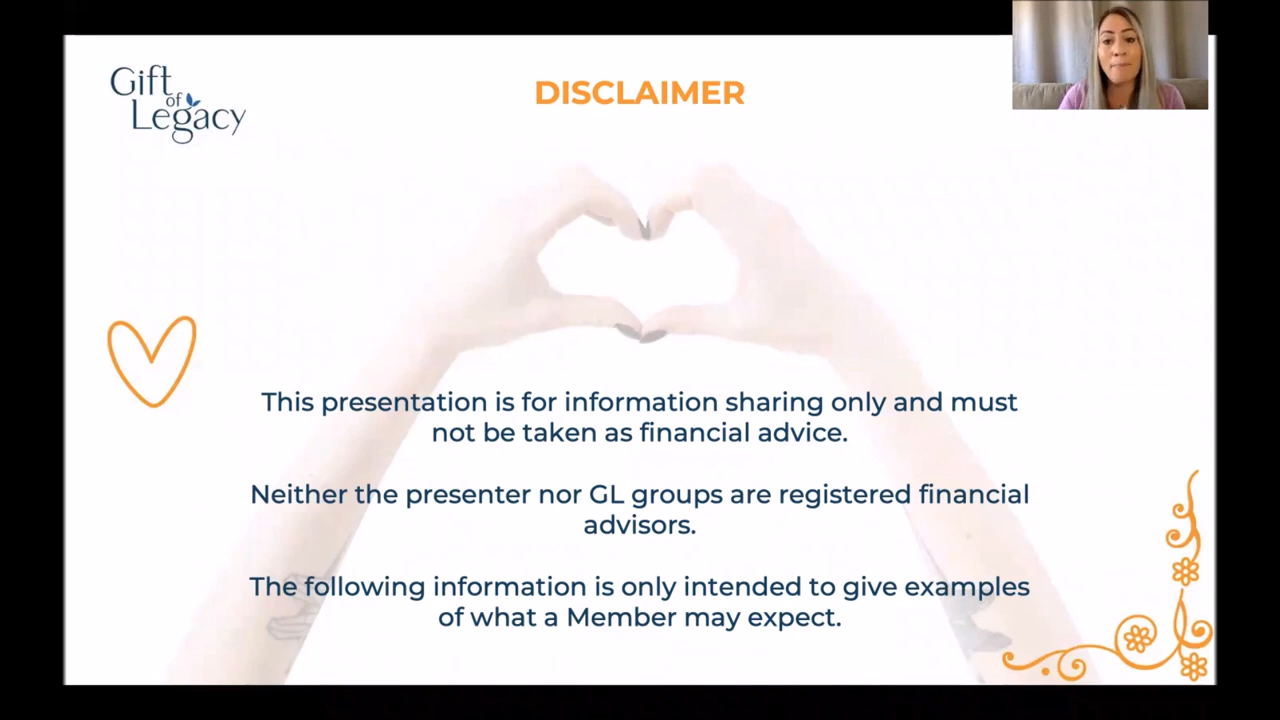 Gift
of
Legacy
DISCLAIMER
This presentation is for information sharing only and must
not be taken as financial advice.
Neither the presenter nor GL groups are registered financial
advisors.
The following information is only intended to give examples
of what a Member may expect.